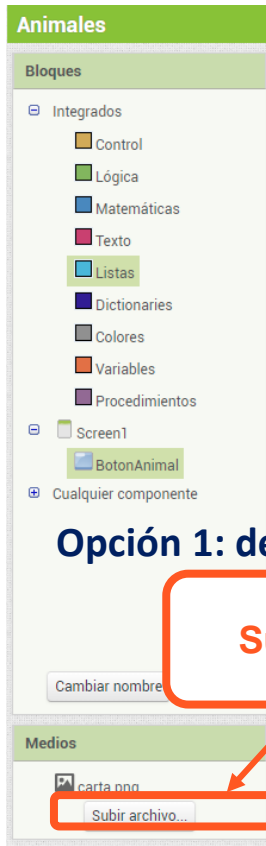 Animales
Bloques
Integrados
Control
Lógica
Matemáticas
Texto
Listas
Dictionaries
Colores
Variables
Procedimientos
Screen1
BotonAnimal
Cualquier componente
Opción 1:
Cambiar nombre
Medios
carta.png
Subir archivo...